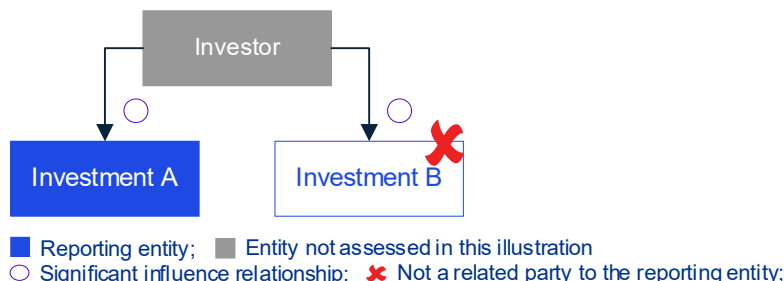 Investor
Investment A
Investment B
Reporting entity; Entity not assessed in this illustration
Significant influence relationship; Not a related party to the reporting entity;